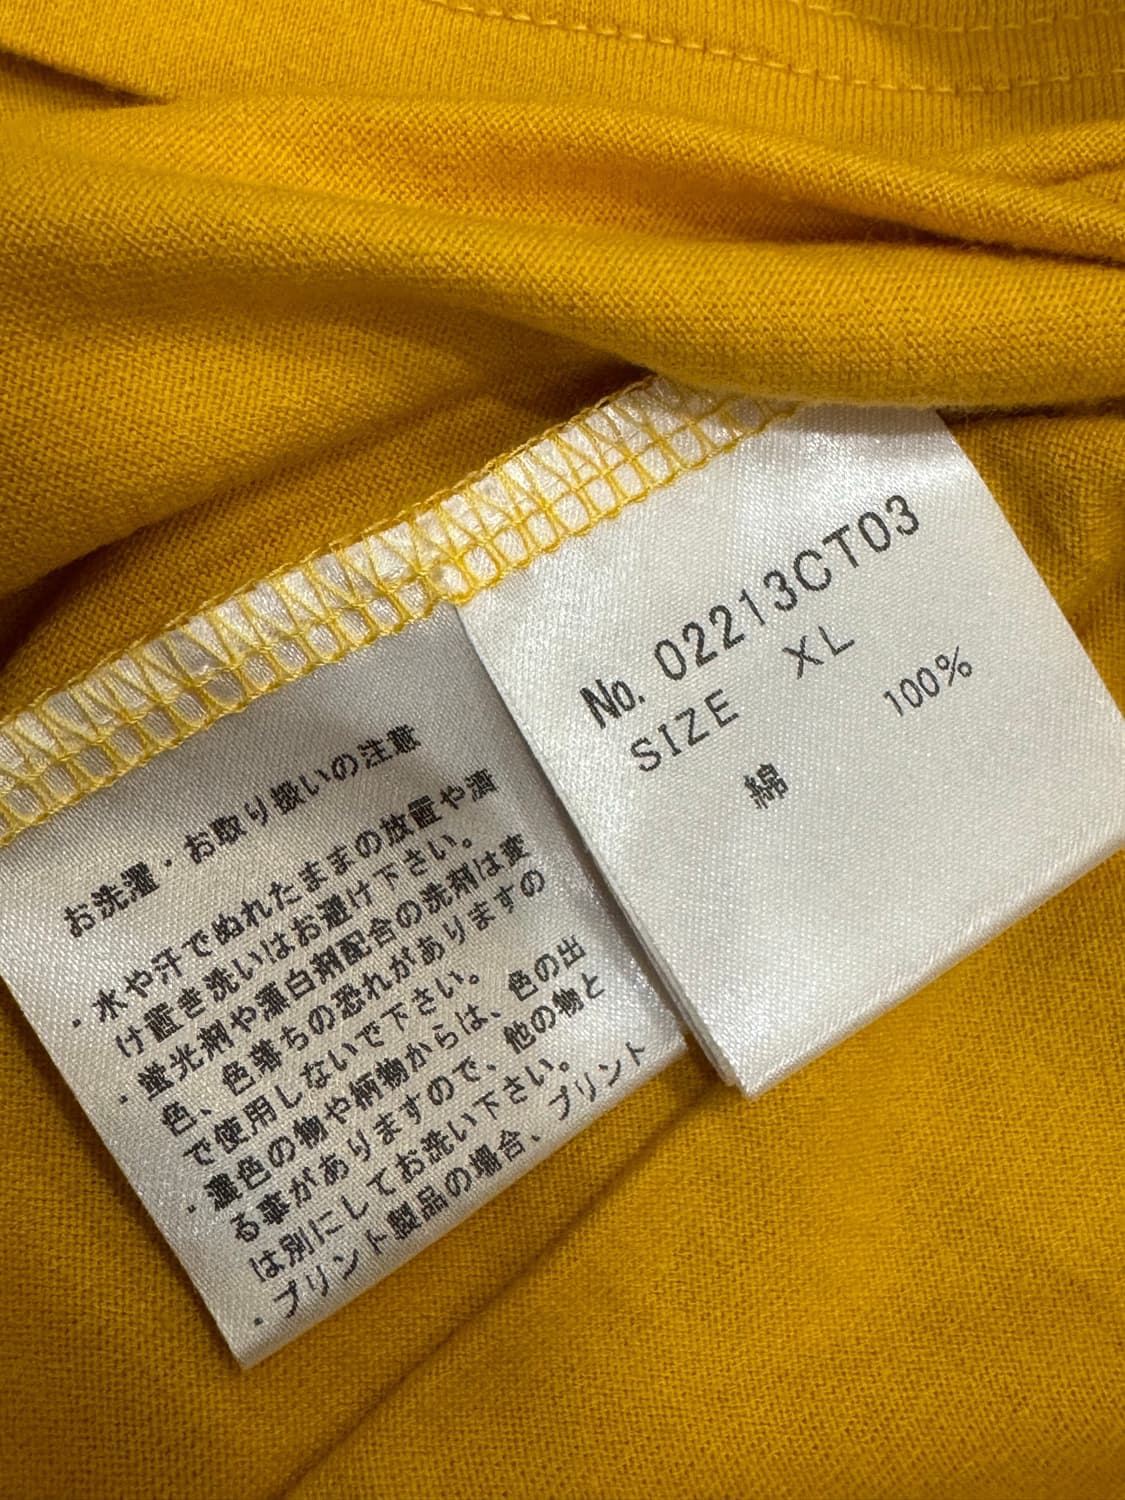 お洗濯・お取り扱いの注意
・水や汗でぬれたままの放置や漬
け置き洗いはお避け下さい。
・蛍光剤や漂白剤配合の洗剤は変
色、色落ちの恐れがありますの
で使用しないで下さい。
・濃色の物や柄物からは、色の出
る事がありますので、他の物と
は別にしてお洗い下さい。
・プリント製品の場合、プリント
No. 02213CT03
SIZE XL
綿 100%